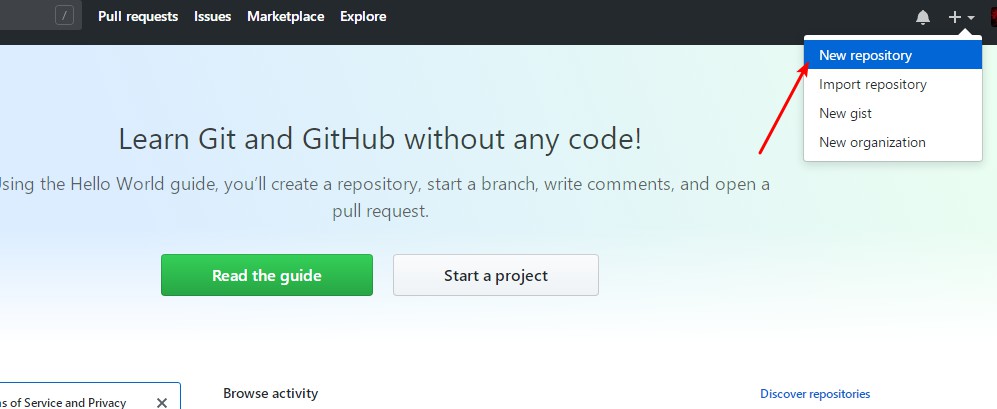 / Pull requests Issues Marketplace Explore
New repository
Import repository
New gist
New organization
Learn Git and GitHub without any code!
Using the Hello World guide, you’ll create a repository, start a branch, write comments, and open a
pull request.
Read the guide Start a project
s of Service and Privacy ×
Browse activity Discover repositories